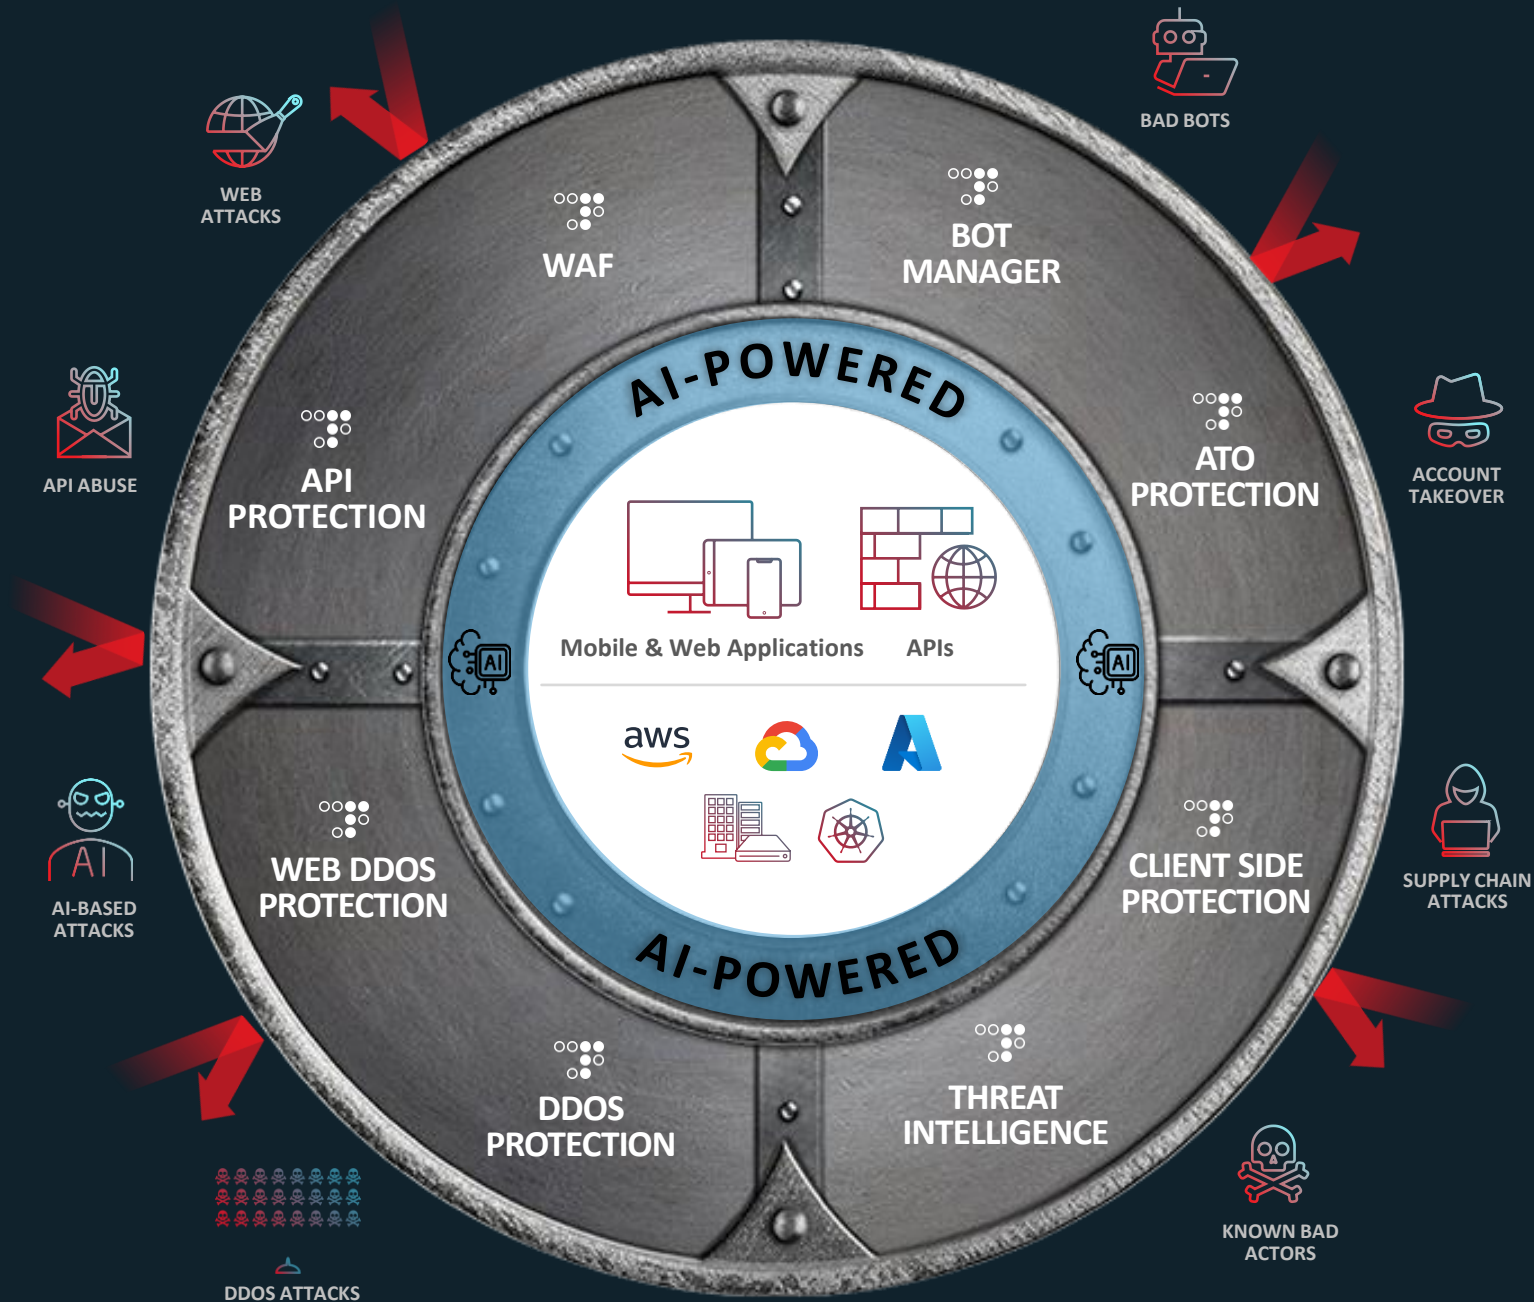 BAD BOTS
WEB
ATTACKS
WAF
BOT
MANAGER
AI-POWERED
API ABUSE
API
PROTECTION
ATO
PROTECTION
ACCOUNT
TAKEOVER
Mobile & Web Applications
APIs
AI
AI
aws
AI
AI-BASED
ATTACKS
WEB DDOS
PROTECTION
CLIENT SIDE
PROTECTION
SUPPLY CHAIN
ATTACKS
AI-POWERED
DDOS
PROTECTION
THREAT
INTELLIGENCE
KNOWN BAD
ACTORS
DDOS ATTACKS